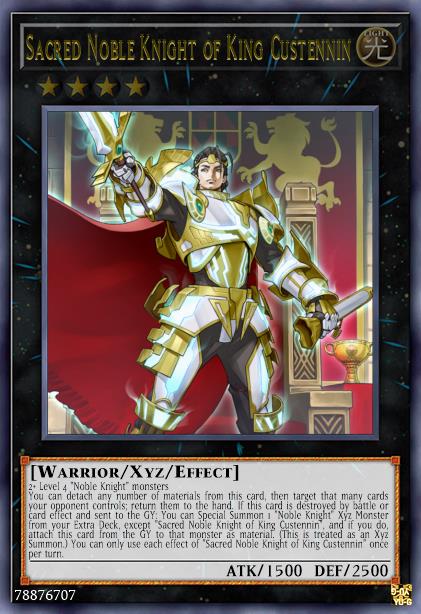 Sacred Noble Knight of King Custennin
LIGHT
光
[Warrior/Xyz/Effect]
2+ Level 4 "Noble Knight" monsters
You can detach any number of materials from this card, then target that many cards
your opponent controls; return them to the hand. If this card is destroyed by battle or
card effect and sent to the GY: You can Special Summon 1 "Noble Knight" Xyz Monster
from your Extra Deck, except "Sacred Noble Knight of King Custennin", and if you do,
attach this card from the GY to that monster as material. (This is treated as an Xyz
Summon.) You can only use each effect of "Sacred Noble Knight of King Custennin" once
per turn.
ATK/1500 DEF/2500
78876707